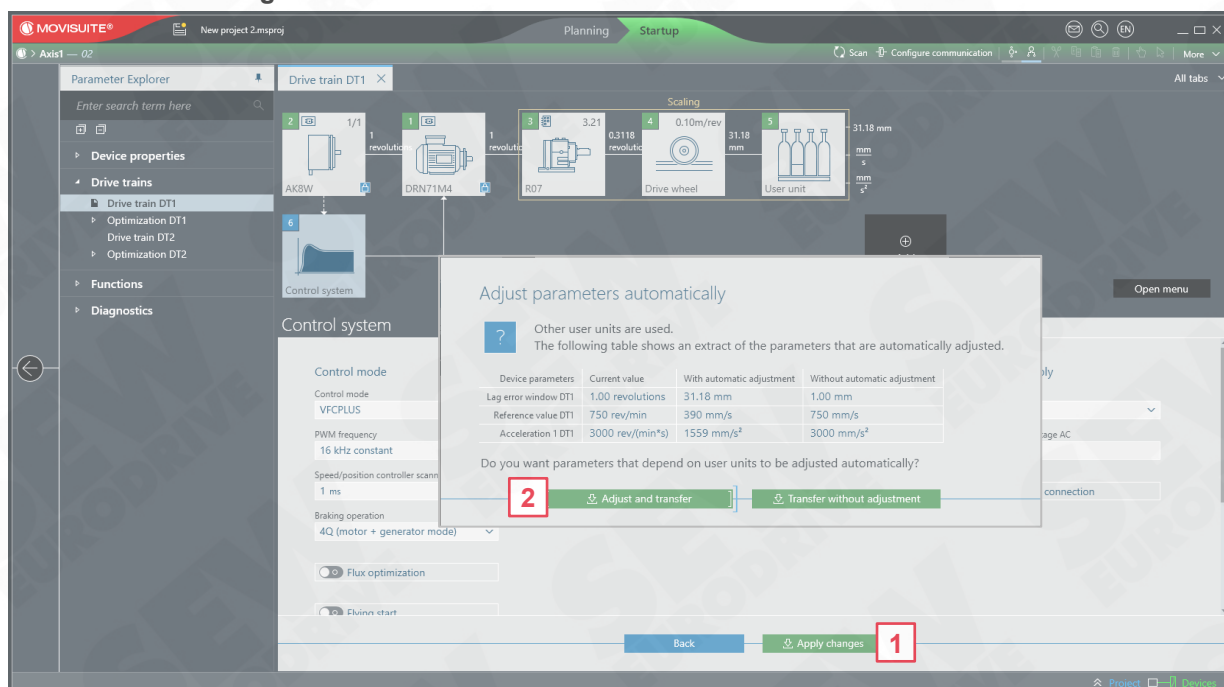 MOVISUITE®
New project 2.msproj
Planning
Startup
EN
> Axis1 — 02
Scan
Configure communication
More
Parameter Explorer
Drive train DT1
All tabs
Enter search term here
Scaling
Device properties
Drive trains
Drive train DT1
Optimization DT1
Drive train DT2
Optimization DT2
Functions
Diagnostics
2
1/1
AK8W
1
revolutions
1
DRN71M4
1
3
3.21
R07
0.3118
4
0.10m/rev
Drive wheel
31.18
mm
5
User unit
31.18 mm
mm
s
mm
s²
6
Control system
Open menu
Control system
Control mode
Control mode
VFCPLUS
PWM frequency
16 kHz constant
Speed/position controller
1 ms
Braking operation
4Q (motor + generator mode)
Flux optimization
Flying start
Adjust parameters automatically
?
Other user units are used.
The following table shows an extract of the parameters that are automatically adjusted.
Device parameters Current value With automatic adjustment Without automatic adjustment
Lag error window DT1 1.00 revolutions 31.18 mm 1.00 mm
Reference value DT1 750 rev/min 390 mm/s 750 mm/s
Acceleration 1 DT1 3000 rev/(min*s) 1559 mm/s² 3000 mm/s²
Do you want parameters that depend on user units to be adjusted automatically?
2
Adjust and transfer
Transfer without adjustment
AC
connection
Back
Apply changes
1
Project
Devices
SEW
EURODRIVE